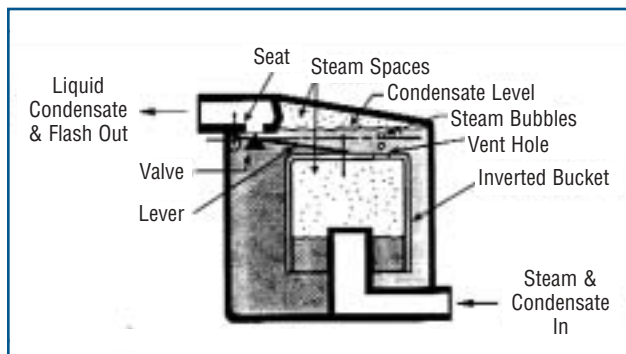 Seat
Steam Spaces
Liquid
Condensate
& Flash Out
Condensate Level
Steam Bubbles
Vent Hole
Valve
Inverted Bucket
Lever
Steam &
Condensate
In